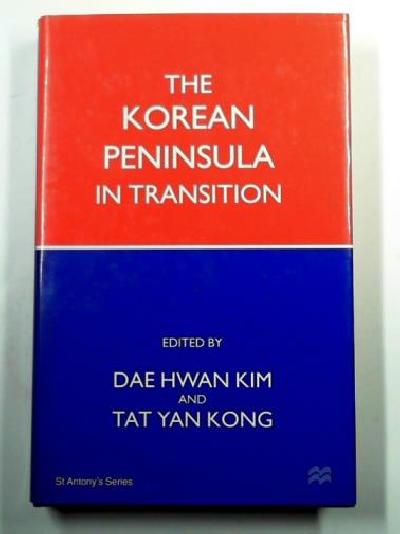 THE
KOREAN
PENINSULA
IN TRANSITION
EDITED BY
DAE HWAN KIM
AND
TAT YAN KONG
St Antony's Series